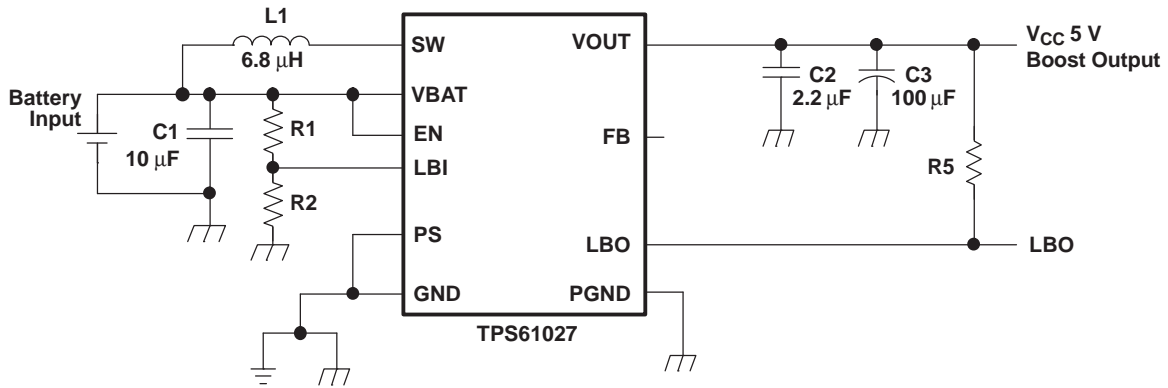 L1
6.8 μH
SW
VOUT
V_CC 5 V
Boost Output
Battery
Input
C1
10 μF
R1
VBAT
EN
C2
2.2 μF
C3
100 μF
FB
LBI
R2
R5
PS
LBO
LBO
GND
PGND
TPS61027